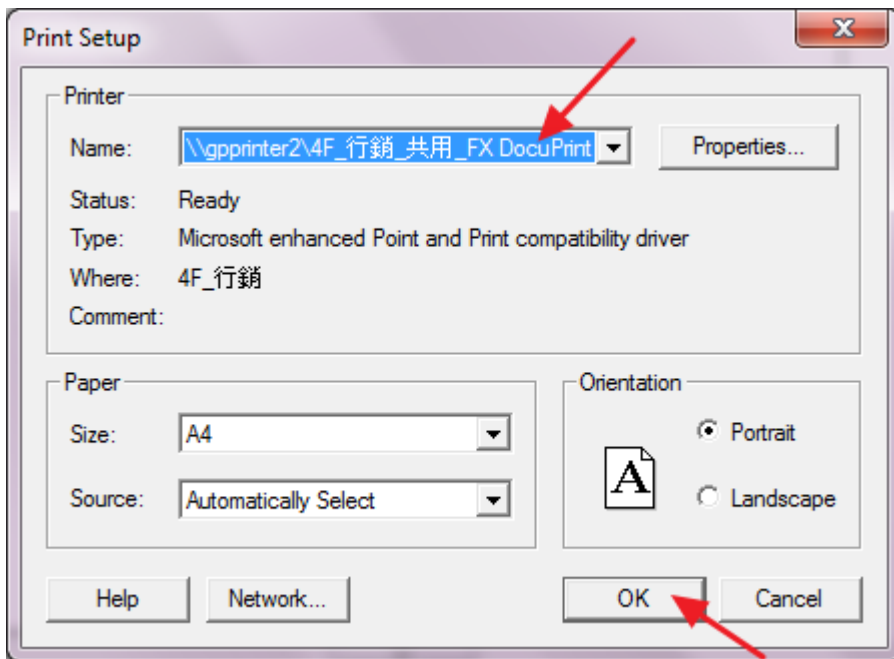 Print Setup
Printer
Name: \\gpprinter2\4F_行銷_共用_FX DocuPrint Properties...
Status: Ready
Type: Microsoft enhanced Point and Print compatibility driver
Where: 4F_行銷
Comment:
Paper
Size: A4
Source: Automatically Select
Orientation
A
Portrait
Landscape
Help Network... OK Cancel